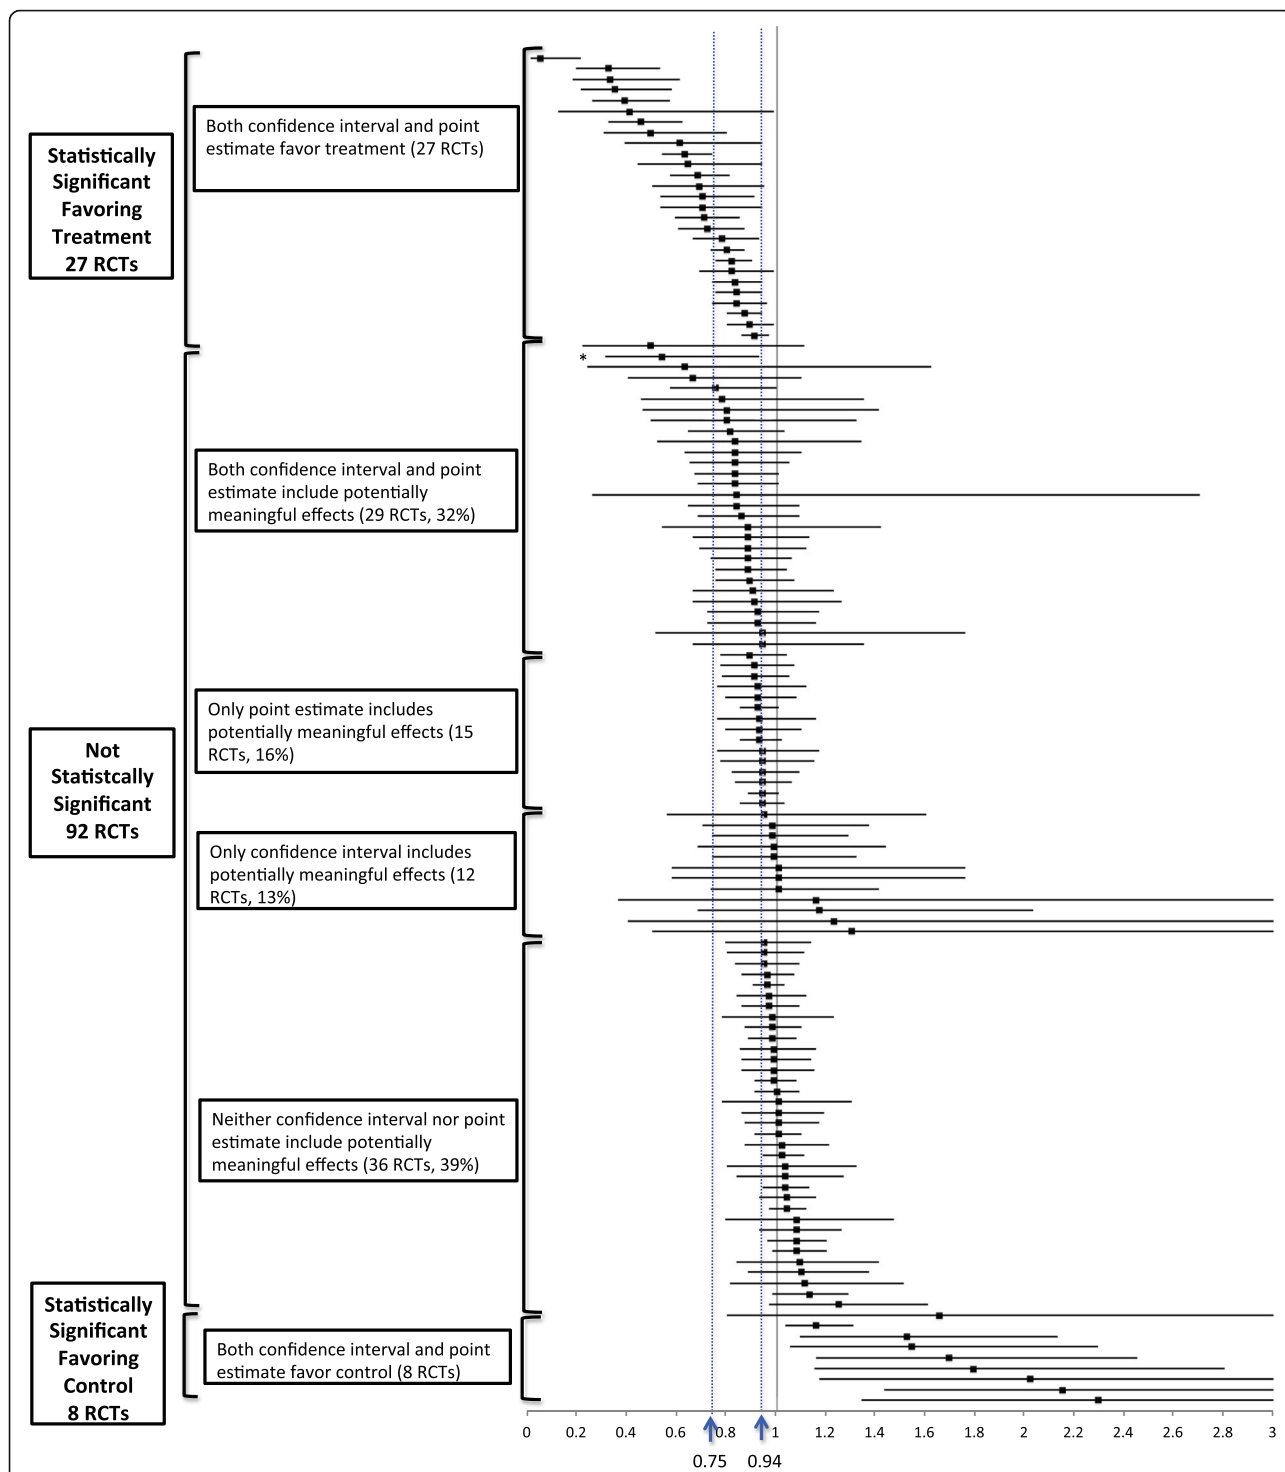 Statistically
Significant
Favoring
Treatment
27 RCTs
Both confidence interval and point
estimate favor treatment (27 RCTs)
*
Both confidence interval and point
estimate include potentially
meaningful effects (29 RCTs, 32%)
Only point estimate includes
potentially meaningful effects (15
RCTs, 16%)
Not
Statistcally
Significant
92 RCTs
Only confidence interval includes
potentially meaningful effects (12
RCTs, 13%)
Neither confidence interval nor point
estimate include potentially
meaningful effects (36 RCTs, 39%)
Statistically
Significant
Favoring
Control
8 RCTs
Both confidence interval and point
estimate favor control (8 RCTs)
0 0.2 0.4 0.6 0.8 1 1.2 1.4 1.6 1.8 2 2.2 2.4 2.6 2.8 3
0.75 0.94